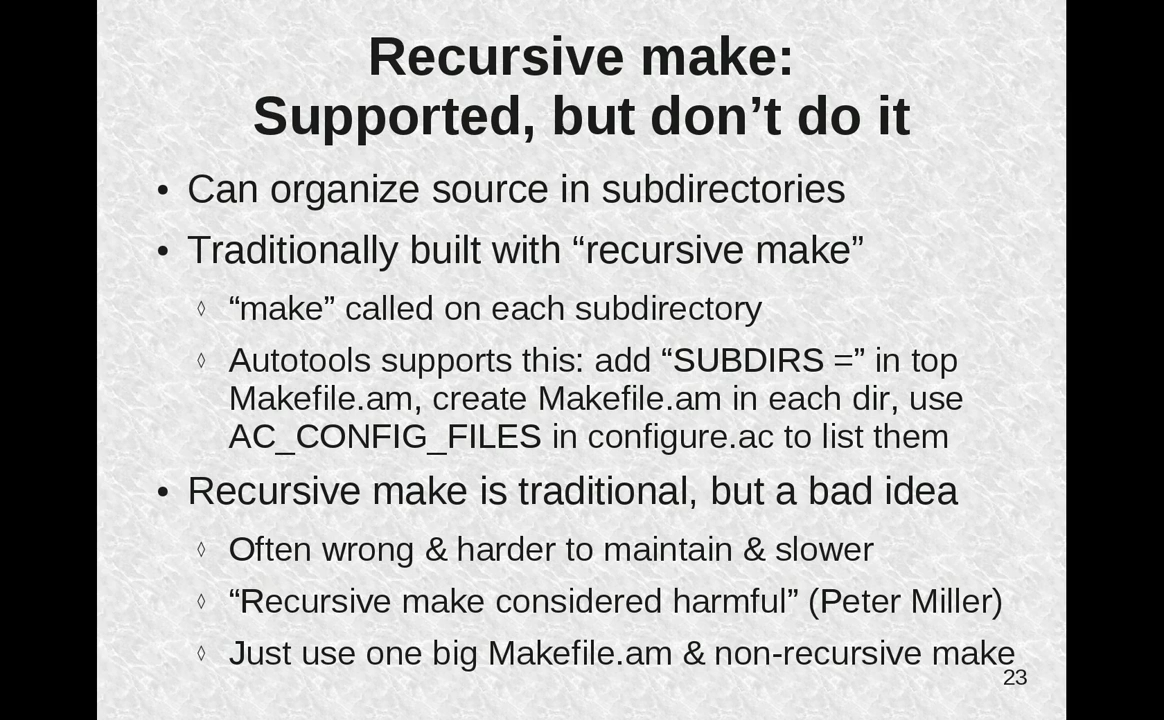 Recursive make:
Supported, but don’t do it
• Can organize source in subdirectories
• Traditionally built with “recursive make”
◊ “make” called on each subdirectory
◊ Autotools supports this: add “SUBDIRS =” in top
Makefile.am, create Makefile.am in each dir, use
AC_CONFIG_FILES in configure.ac to list them
• Recursive make is traditional, but a bad idea
◊ Often wrong & harder to maintain & slower
◊ “Recursive make considered harmful” (Peter Miller)
◊ Just use one big Makefile.am & non-recursive make
23